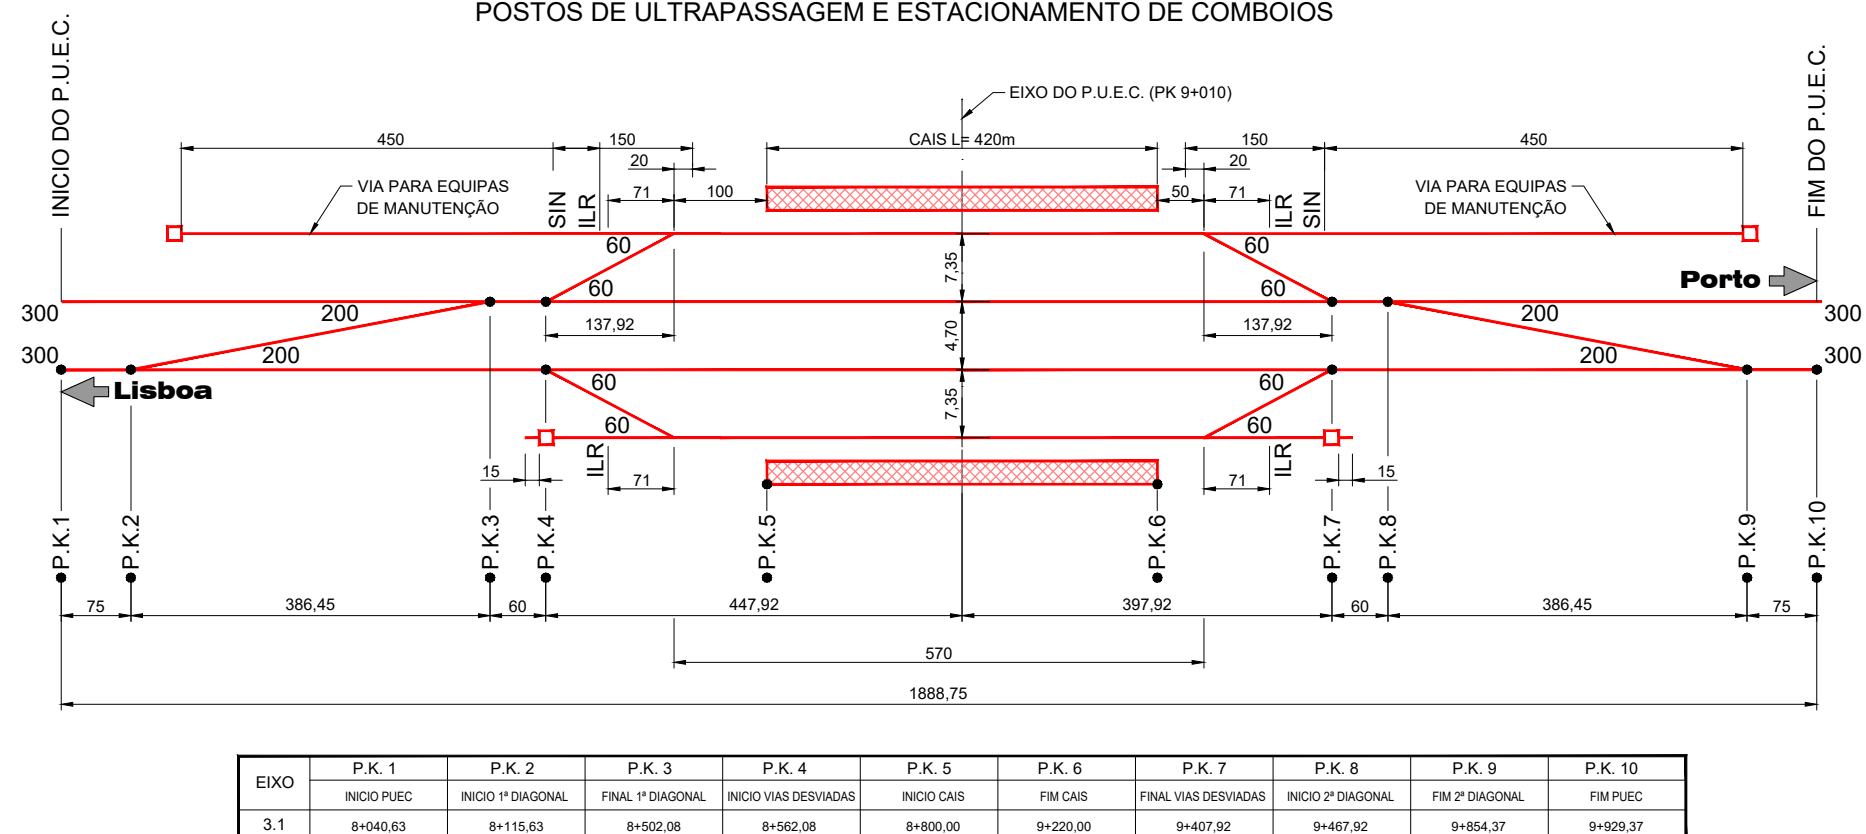 POSTOS DE ULTRAPASSAGEM E ESTACIONAMENTO DE COMBOIOS
INICIO DO P.U.E.C.
FIM DO P.U.E.C.
EIXO DO P.U.E.C. (PK 9+010)
450
150
CAIS L= 420m
150
450
20
20
VIA PARA EQUIPAS
DE MANUTENÇÃO
SIN
ILR
71
100
50
71
ILR
SIN
VIA PARA EQUIPAS
DE MANUTENÇÃO
60
7,35
60
Porto
60
60
300
200
137,92
4,70
137,92
200
300
300
200
200
300
Lisboa
60
7,35
60
60
60
15
ILR
71
71
ILR
15
P.K.1
P.K.2
P.K.3
P.K.4
P.K.5
P.K.6
P.K.7
P.K.8
P.K.9
P.K.10
75
386,45
60
447,92
397,92
60
386,45
75
570
1888,75
EIXO P.K. 1 P.K. 2 P.K. 3 P.K. 4 P.K. 5 P.K. 6 P.K. 7 P.K. 8 P.K. 9 P.K. 10
INICIO PUEC INICIO 1ª DIAGONAL FINAL 1ª DIAGONAL INICIO VIAS DESVIADAS INICIO CAIS FIM CAIS FINAL VIAS DESVIADAS INICIO 2ª DIAGONAL FIM 2ª DIAGONAL FIM PUEC
3.1 8+040,63 8+115,63 8+502,08 8+562,08 8+800,00 9+220,00 9+407,92 9+467,92 9+854,37 9+929,37